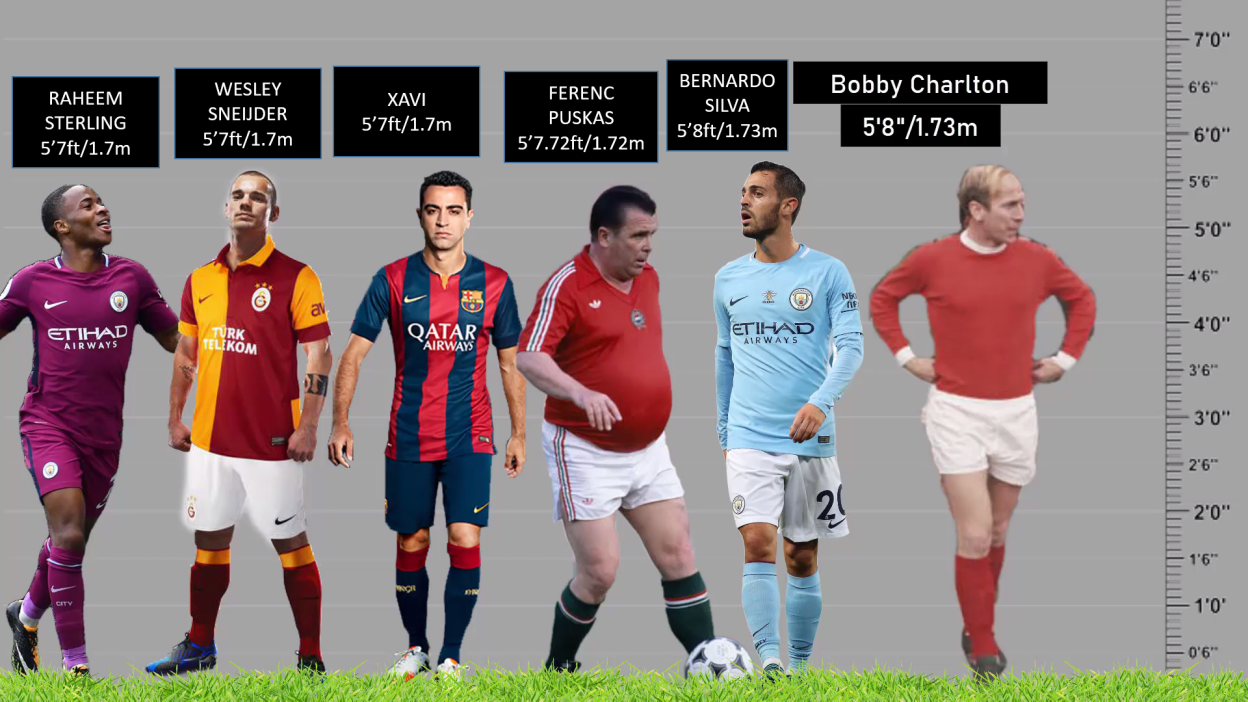 RAHEEM
STERLING
5’7ft/1.7m
WESLEY
SNEIJDER
5’7ft/1.7m
XAVI
5’7ft/1.7m
FERENC
PUSKAS
5’7.72ft/1.72m
BERNARDO
SILVA
5’8ft/1.73m
Bobby Charlton
5'8"/1.73m
7'0"
6'6"
6'0"
5'6"
5'0"
4'6"
4'0"
3'6"
3'0"
2'6"
2'0"
1'6"
1'0'
0'6"
ETIHAD
AIRWAYS
CITY
TÜRK
TELEKOM
QATAR
AIRWAYS
ETIHAD
AIRWAYS
20